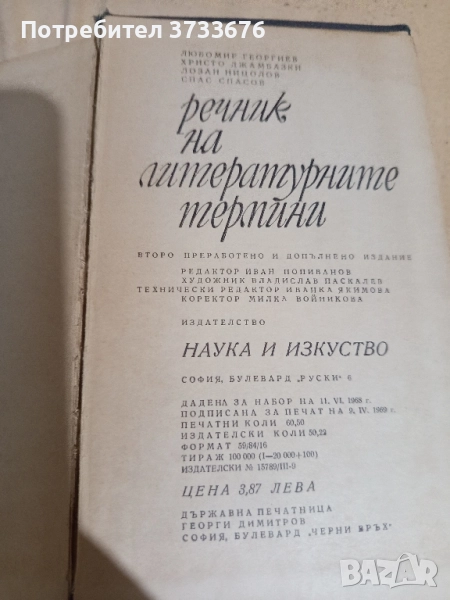 Потребител 3733676
ЛЮБОМИР ГЕОРГИЕВ
ХРИСТО ДЖАМБАЗКИ
ЛОЗАН НИЦОЛОВ
СПАС СПАСОВ
речник
на
литературните
термини
ВТОРО ПРЕРАБОТЕНО И ДОПЪЛНЕНО ИЗДАНИЕ
РЕДАКТОР ИВАН ПОПИВАНОВ
ХУДОЖНИК ВЛАДИСЛАВ ПАСКАЛЕВ
ТЕХНИЧЕСКИ РЕДАКТОР ИВАНКА ЯКИМОВА
КОРЕКТОР МИЛКА ВОЙНИКОВА
ИЗДАТЕЛСТВО
НАУКА И ИЗКУСТВО
СОФИЯ, БУЛЕВАРД „РУСКИ“ 6
ДАДЕНА ЗА НАБОР НА 11. VI. 1968 г.
ПОДПИСАНА ЗА ПЕЧАТ НА 9. IV. 1969 г.
ПЕЧАТНИ КОЛИ 60,50
ИЗДАТЕЛСКИ КОЛИ 50,22
ФОРМАТ 59/84/16
ТИРАЖ 100 000 (1—20 000+100)
ИЗДАТЕЛСКИ № 15789/III-9
ЦЕНА 3,87 ЛЕВА
ДЪРЖАВНА ПЕЧАТНИЦА
ГЕОРГИ ДИМИТРОВ
СОФИЯ, БУЛЕВАРД „ЧЕРНИ ВРЪХ“
BAZAR